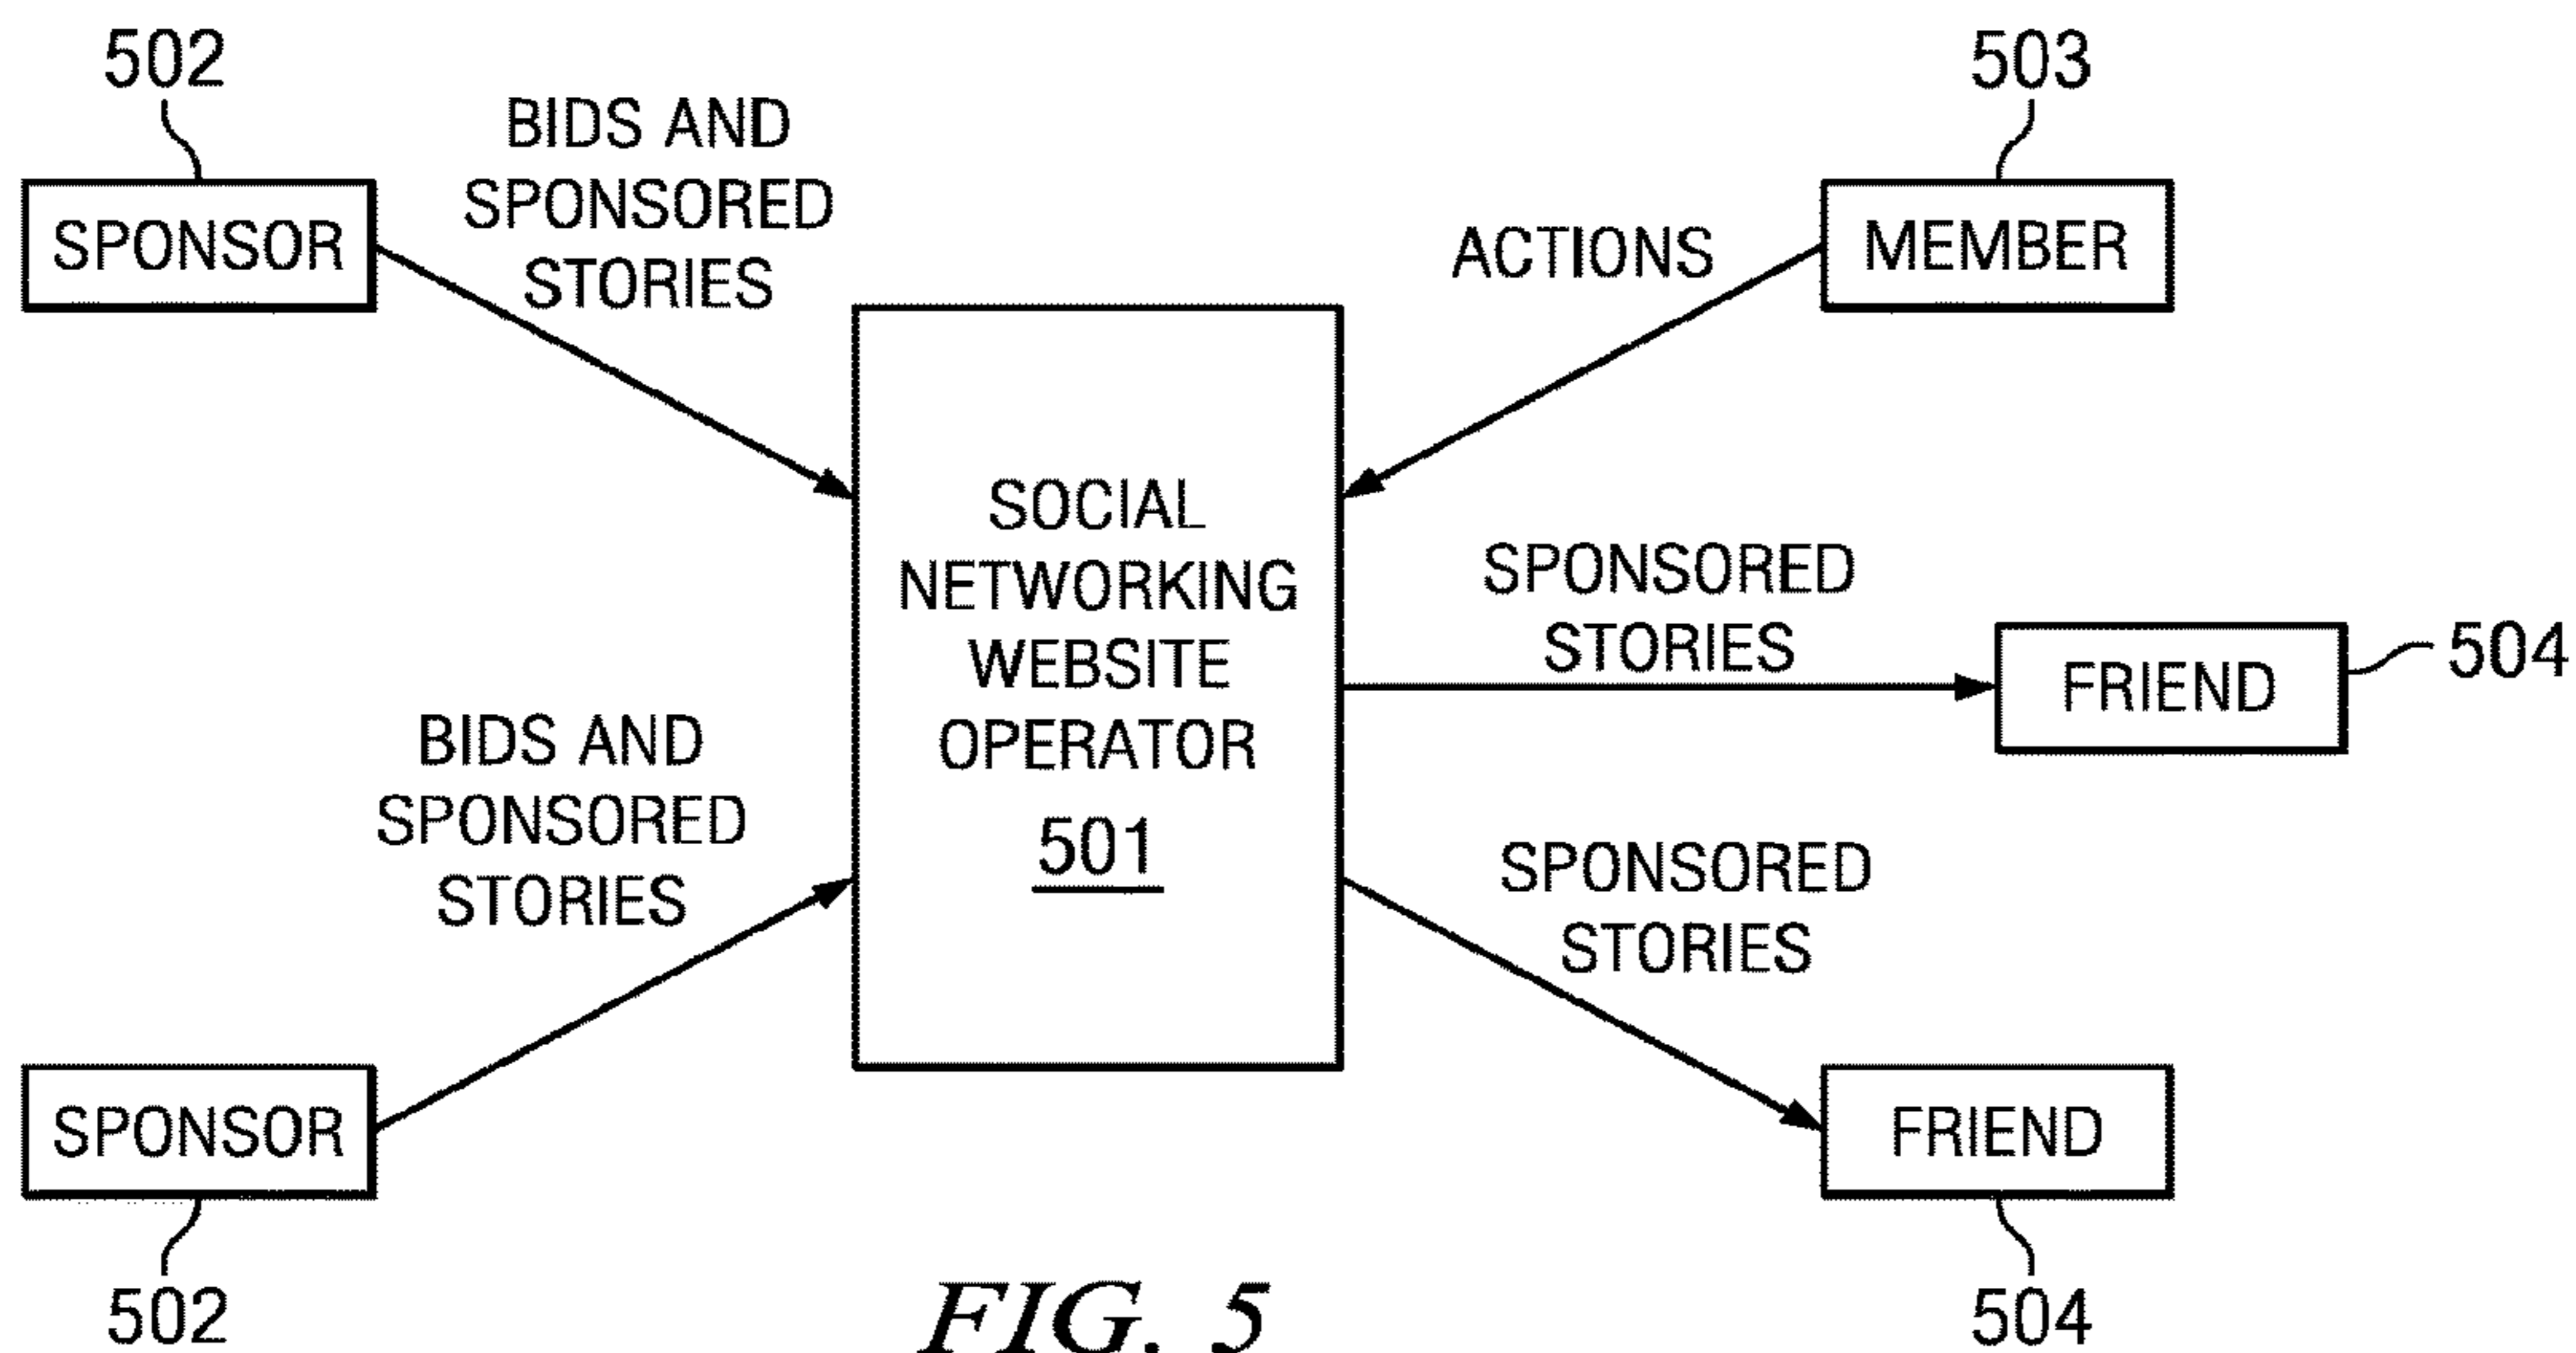 502
BIDS AND
SPONSORED
STORIES
SPONSOR
503
MEMBER
ACTIONS
SOCIAL
NETWORKING
WEBSITE
OPERATOR
501
SPONSORED
STORIES
FRIEND
504
BIDS AND
SPONSORED
STORIES
SPONSOR
502
SPONSORED
STORIES
FRIEND
504
FIG. 5